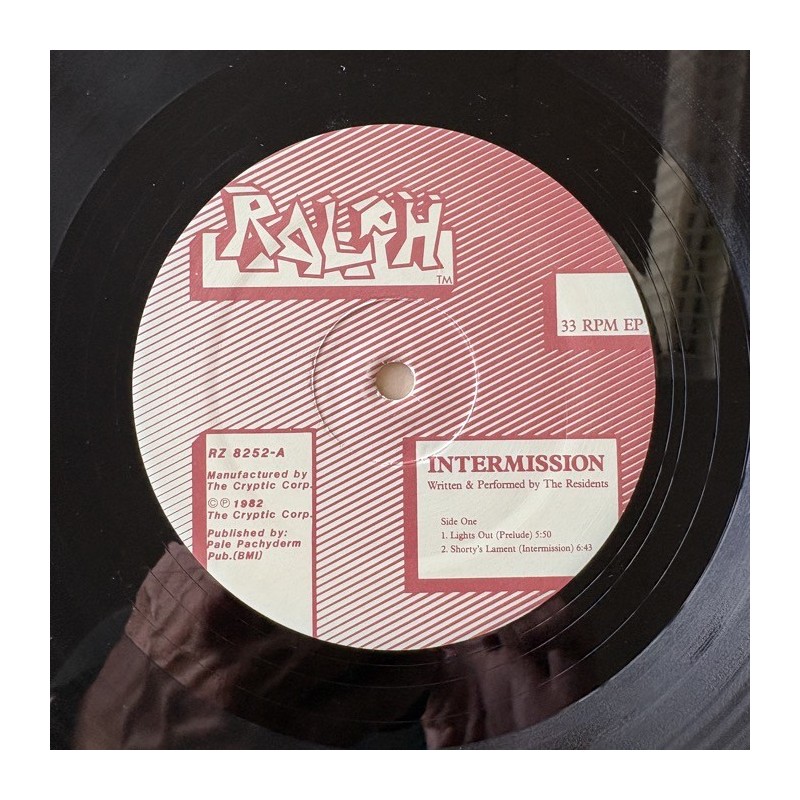 RALPH
TM
33 RPM EP
RZ 8252-A
Manufactured by
The Cryptic Corp.
© ℗ 1982
The Cryptic Corp.
Published by:
Pale Pachyderm
Pub.(BMI)
INTERMISSION
Written & Performed by The Residents
Side One
1. Lights Out (Prelude) 5:50
2. Shorty's Lament (Intermission) 6:43